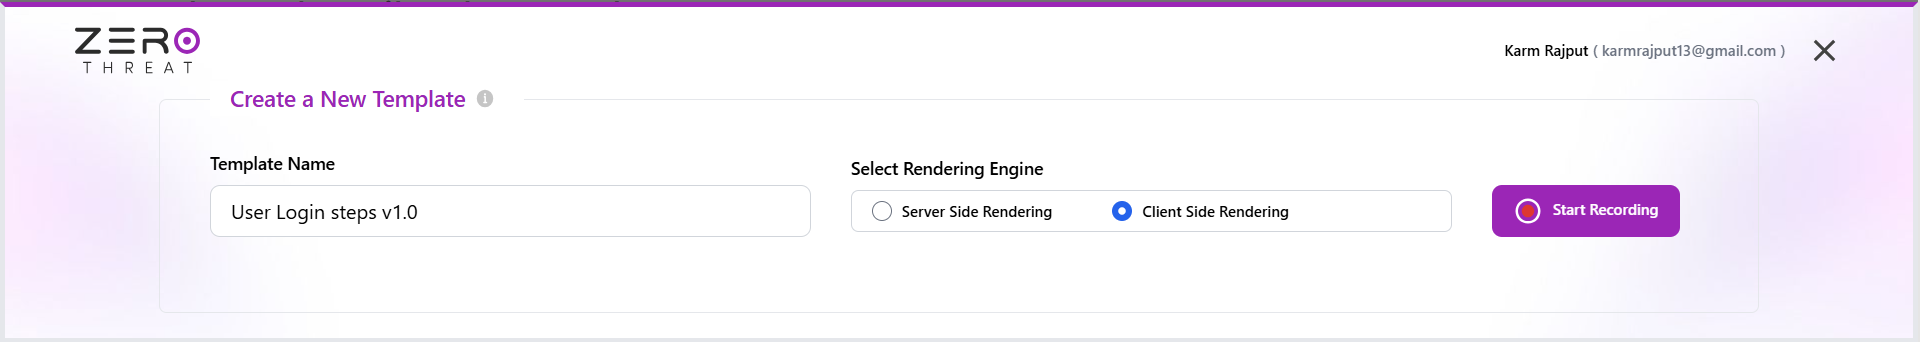 ZERO
THREAT
Karm Rajput ( karmrajput13@gmail.com )
Create a New Template
Template Name
Select Rendering Engine
User Login steps v1.0
Server Side Rendering
Client Side Rendering
Start Recording